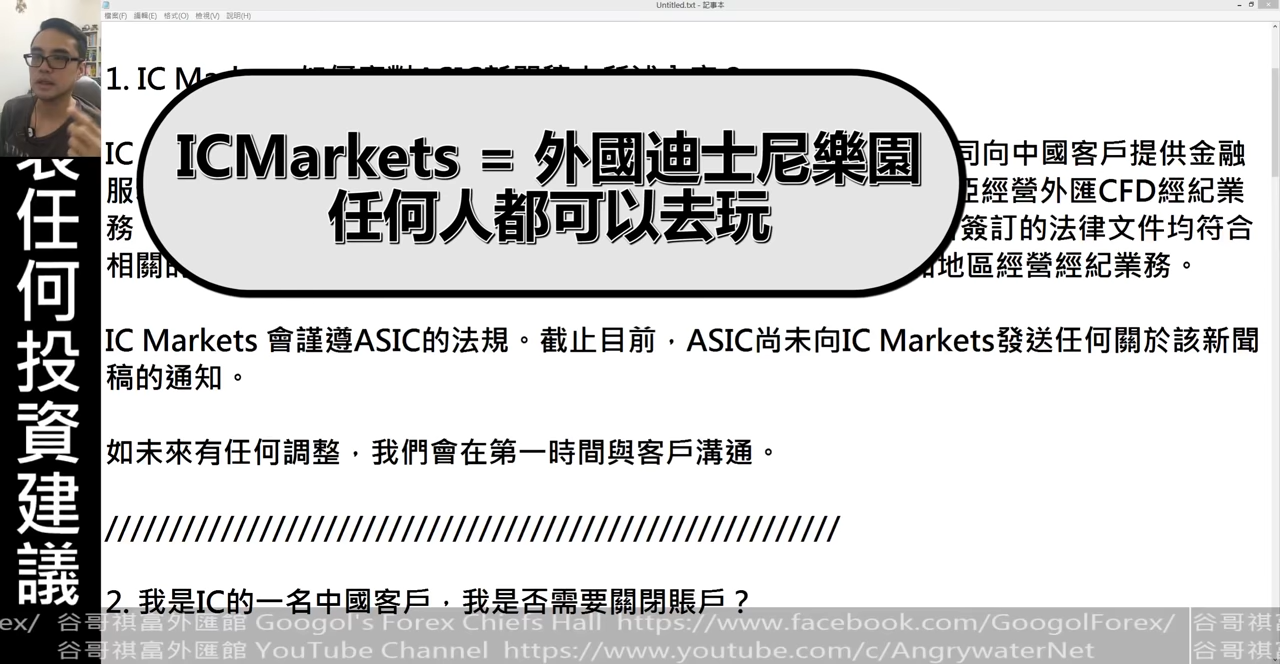 Untitled.txt - 記事本
檔案(F) 編輯(E) 格式(O) 檢視(V) 說明(H)
1. IC
ICMarkets = 外國迪士尼樂園
任何人都可以去玩
IC 司向中國客戶提供金融
服 經營外匯CFD經紀業
務 簽訂的法律文件均符合
相關 地區經營經紀業務。
IC Markets 會謹遵ASIC的法規。截止目前，ASIC尚未向IC Markets發送任何關於該新聞
稿的通知。
如未來有任何調整，我們會在第一時間與客戶溝通。
///////////////////////////////////////////////////////
2. 我是IC的一名中國客戶，我是否需要關閉賬戶？
任何投資建議
ex/ 谷哥祺富外匯館 Googol's Forex Chiefs Hall https://www.facebook.com/GoogolForex/ 谷哥祺
谷哥祺富外匯館 YouTube Channel https://www.youtube.com/c/AngrywaterNet 谷哥祺